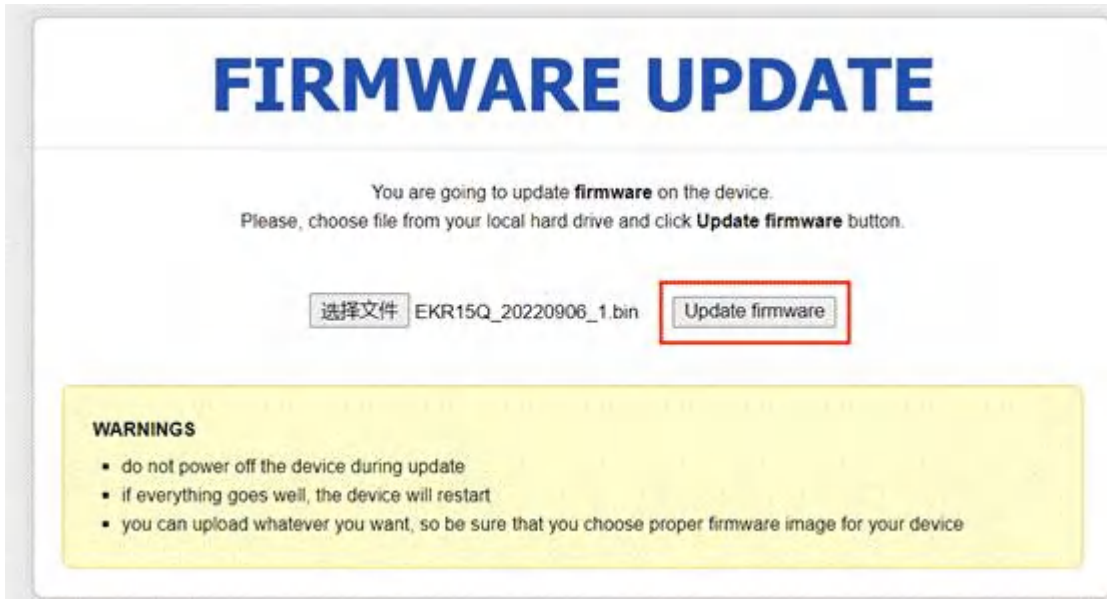 FIRMWARE UPDATE
You are going to update firmware on the device.
Please, choose file from your local hard drive and click Update firmware button.
选择文件 EKR15Q_20220906_1.bin Update firmware
WARNINGS
▪ do not power off the device during update
▪ if everything goes well, the device will restart
▪ you can upload whatever you want, so be sure that you choose proper firmware image for your device